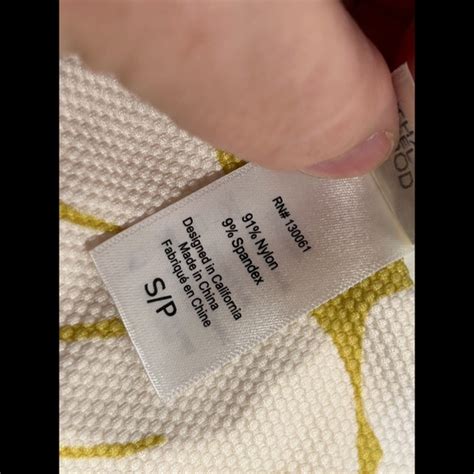 RN# 130061
91% Nylon
9% Spandex
Designed in California
Made in China
Fabriqué en Chine
S/P